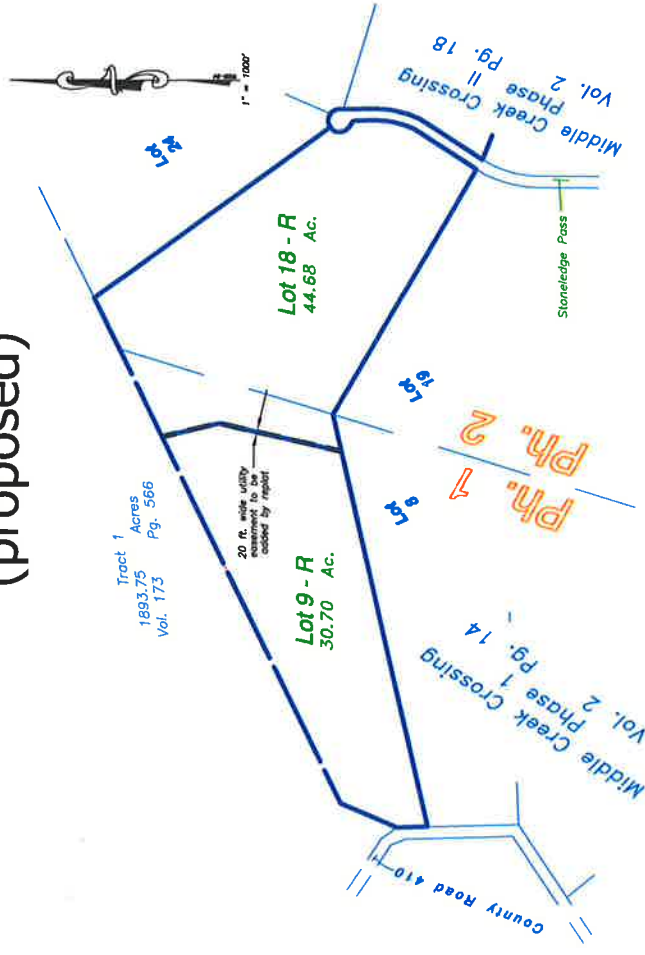 (proposed)
1" = 1000'
Lot
24
Middle Creek Crossing
Phase II
Vol. 2 Pg. 18
Lot 18 - R
44.68 Ac.
Stoneledge Pass
Lot
19
Tract 1
1893.75 Acres
Vol. 173 Pg. 566
20 ft. wide utility
easement to be
added by replat
Lot 9 - R
30.70 Ac.
Lot
8
Ph. 2
Ph. 1
Middle Creek Crossing
Phase 1
Vol. 2 Pg. 14
County Road 410